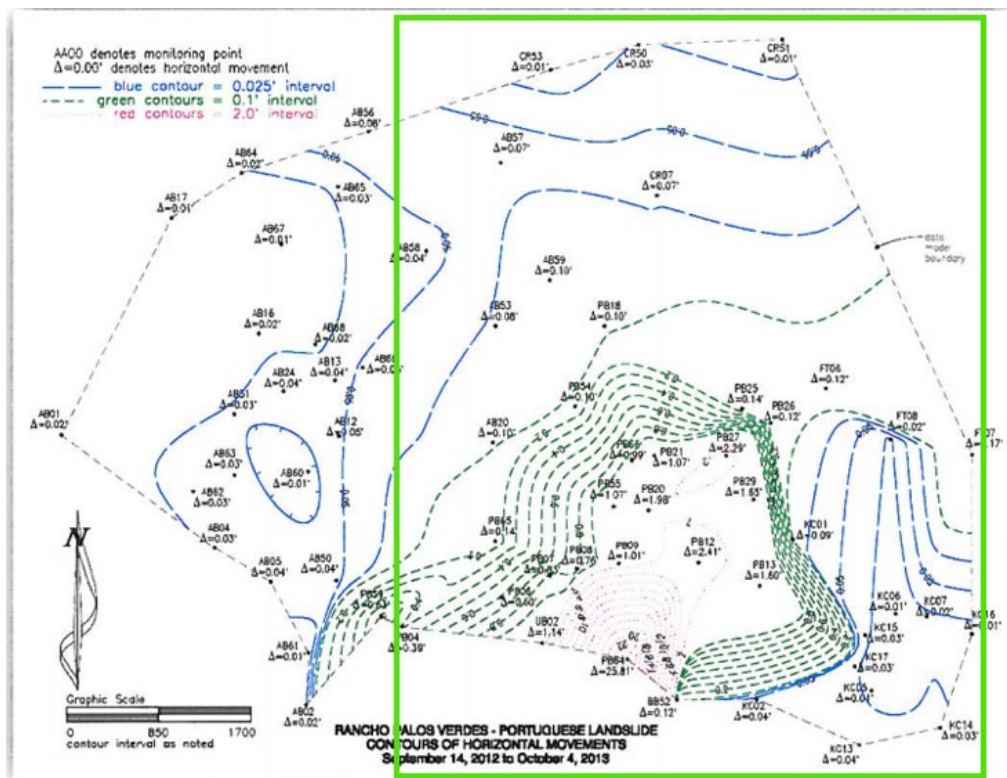 AA00 denotes monitoring point
Δ=0.00' denotes horizontal movement
blue contour = 0.025' interval
green contours = 0.1' interval
red contours = 2.0' interval
CR53
Δ=0.01'
CR50
Δ=0.03'
CR51
Δ=0.01'
AB56
Δ=0.08'
AB57
Δ=0.07'
AB64
Δ=0.02'
AB65
Δ=0.03'
CR07
Δ=0.07'
AB17
AB67
Δ=0.01'
AB58
Δ=0.04'
data
model
boundary
AB59
Δ=0.10'
AB53
Δ=0.08'
PB18
Δ=0.10'
AB16
Δ=0.02'
AB68
Δ=0.02'
AB13
Δ=0.04'
AB24
Δ=0.04'
FT06
Δ=0.12'
PB54
Δ=0.10'
PB25
Δ=0.14'
PB26
Δ=0.12'
AB51
Δ=0.03'
AB01
Δ=0.02'
AB12
AB20
Δ=0.10'
FT08
Δ=0.02'
FT07
PB21
Δ=1.07'
PB27
Δ=2.29'
AB63
Δ=0.03'
AB60
Δ=0.01'
AB62
Δ=0.03'
PB55
Δ=1.07'
PB20
Δ=1.98'
PB29
AB04
Δ=0.03'
PB65
Δ=0.14'
KC01
Δ=0.09'
PB12
Δ=2.41'
PB09
Δ=1.01'
PB08
PB07
PB13
AB05
Δ=0.04'
AB50
Δ=0.04'
PB06
KC06
Δ=0.01'
KC07
Δ=0.02'
KC16
Δ=0.01'
PB04
Δ=0.39'
UB02
Δ=1.14'
KC15
Δ=0.03'
KC17
Δ=0.03'
AB61
Δ=0.01'
PB64
Δ=25.81'
KC05
AB02
Δ=0.02'
BB52
Δ=0.12'
KC02
Δ=0.04'
KC14
Δ=0.03'
KC13
Δ=0.04'
N
Graphic Scale
0 850 1700
contour interval as noted
RANCHO PALOS VERDES - PORTUGUESE LANDSLIDE
CONTOURS OF HORIZONTAL MOVEMENTS
September 14, 2012 to October 4, 2013